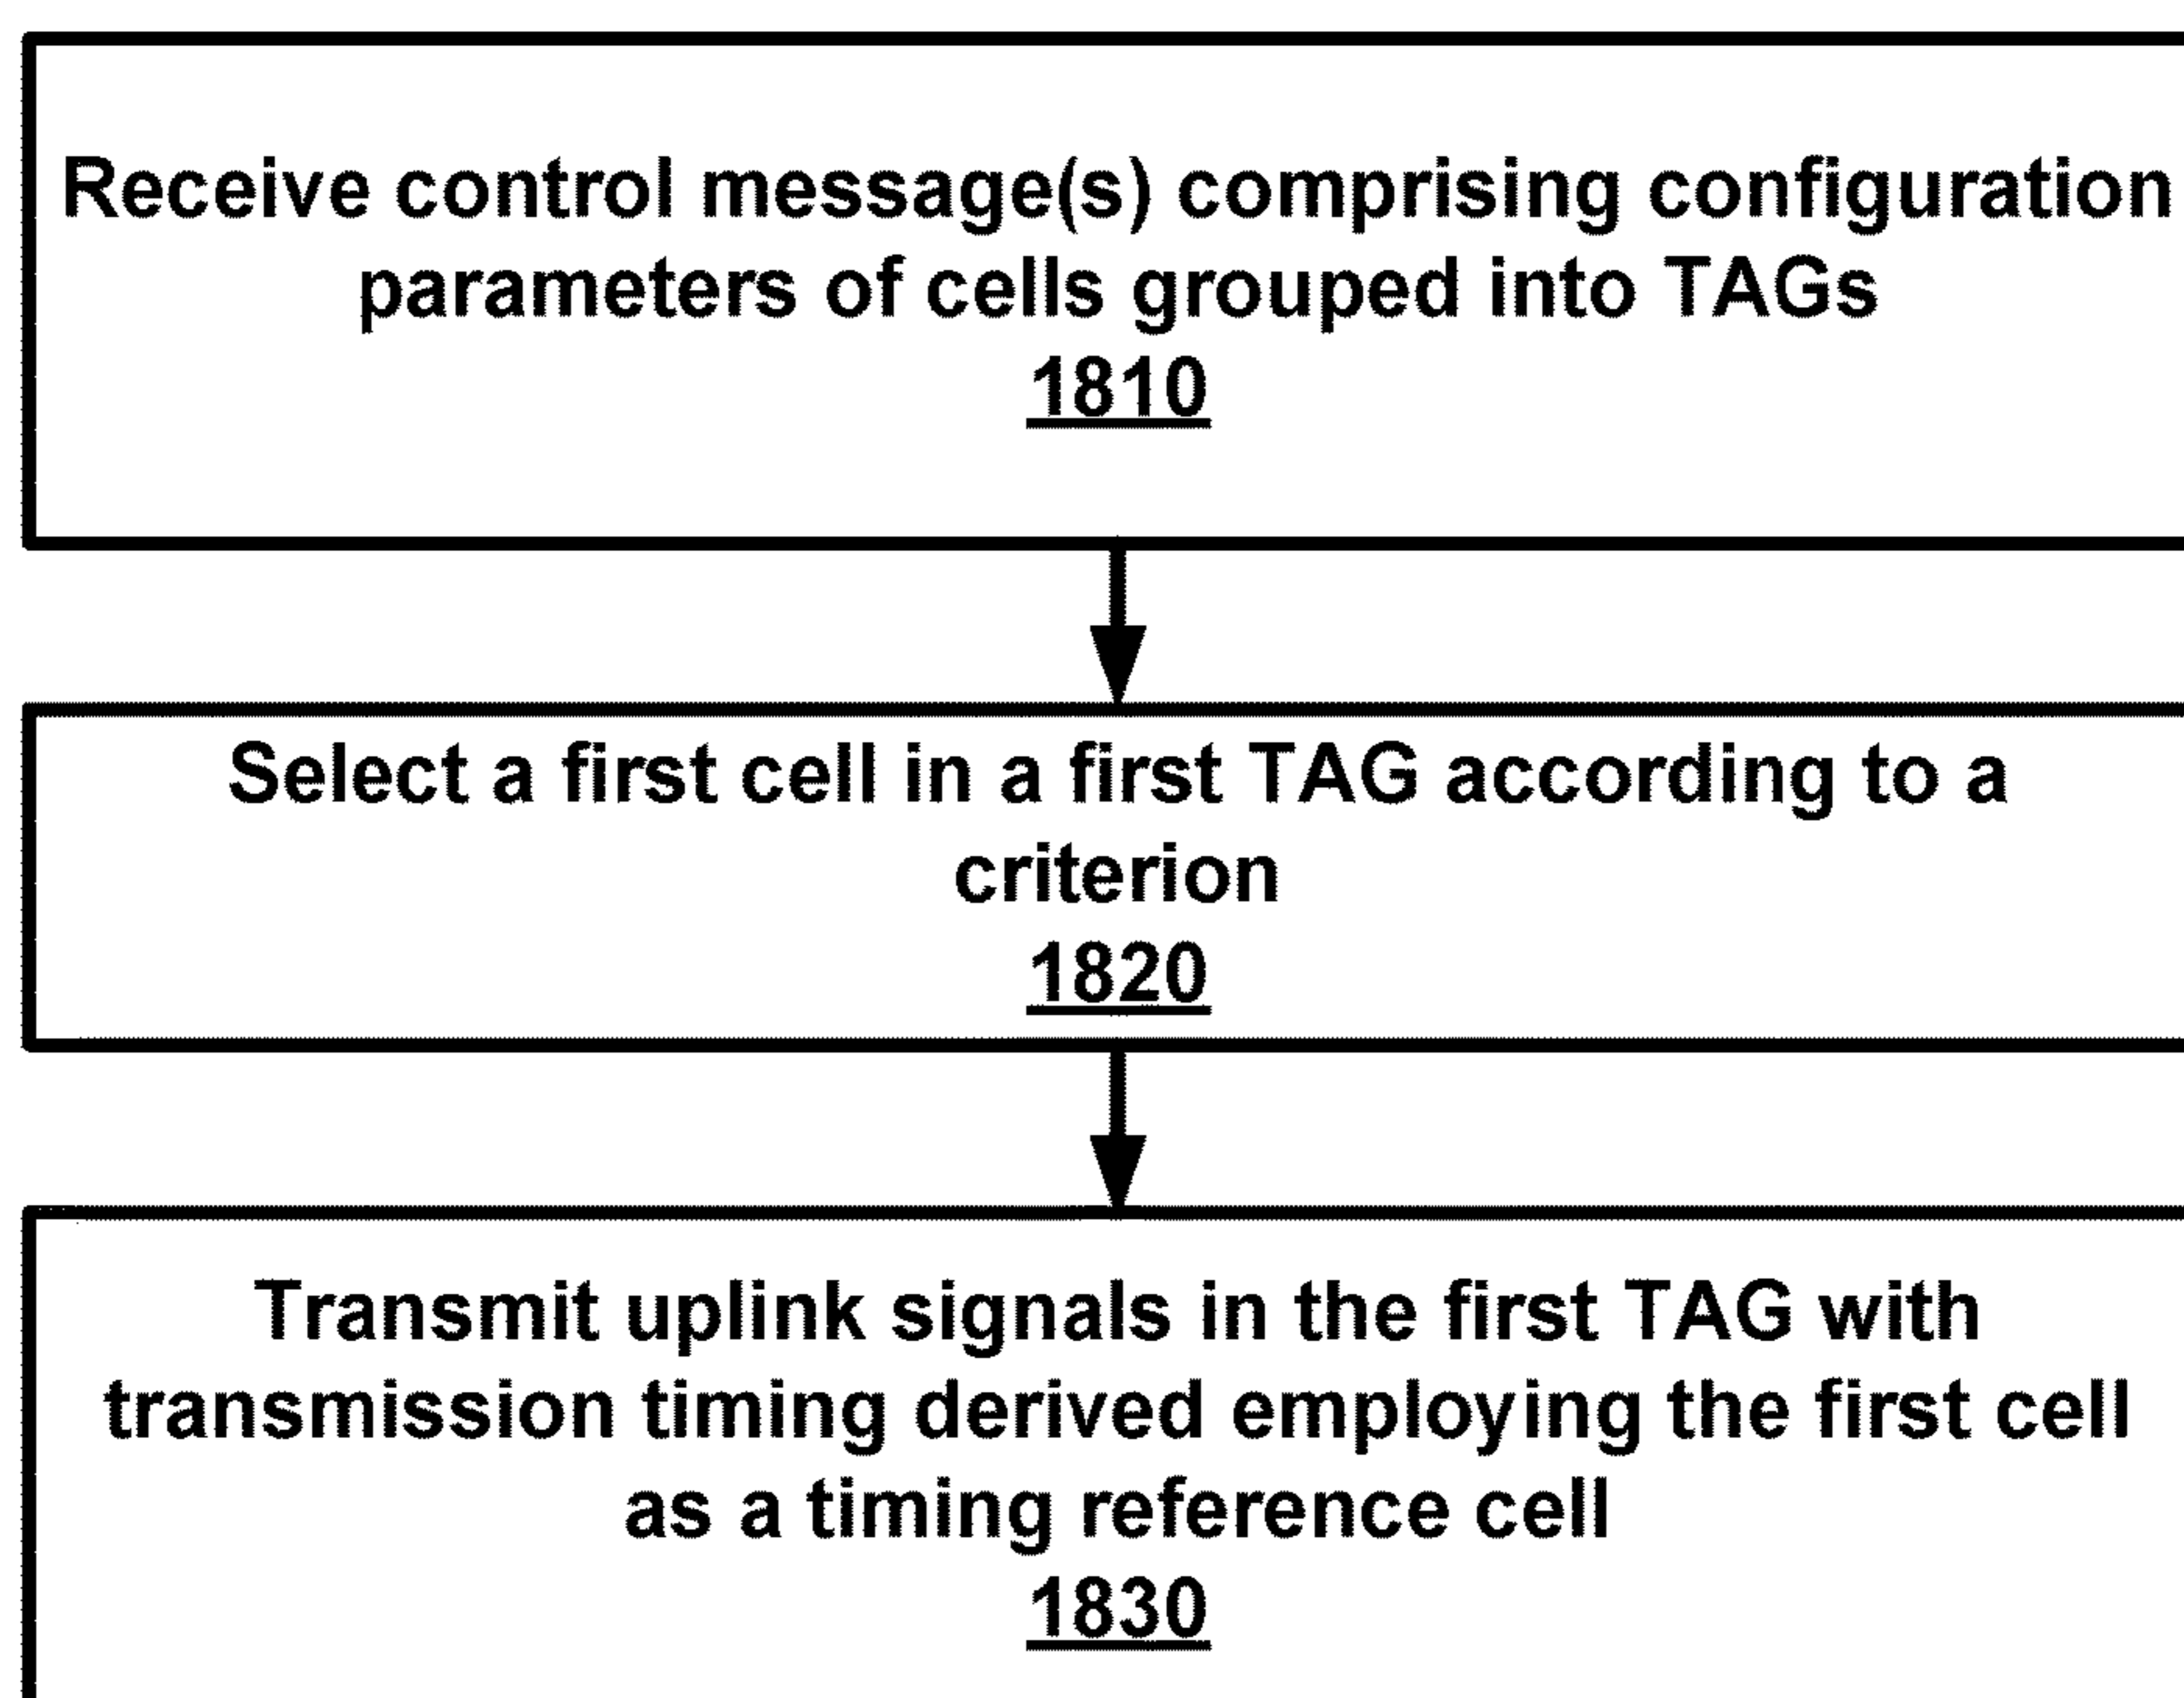 Receive control message(s) comprising configuration
parameters of cells grouped into TAGs
1810
Select a first cell in a first TAG according to a
criterion
1820
Transmit uplink signals in the first TAG with
transmission timing derived employing the first cell
as a timing reference cell
1830